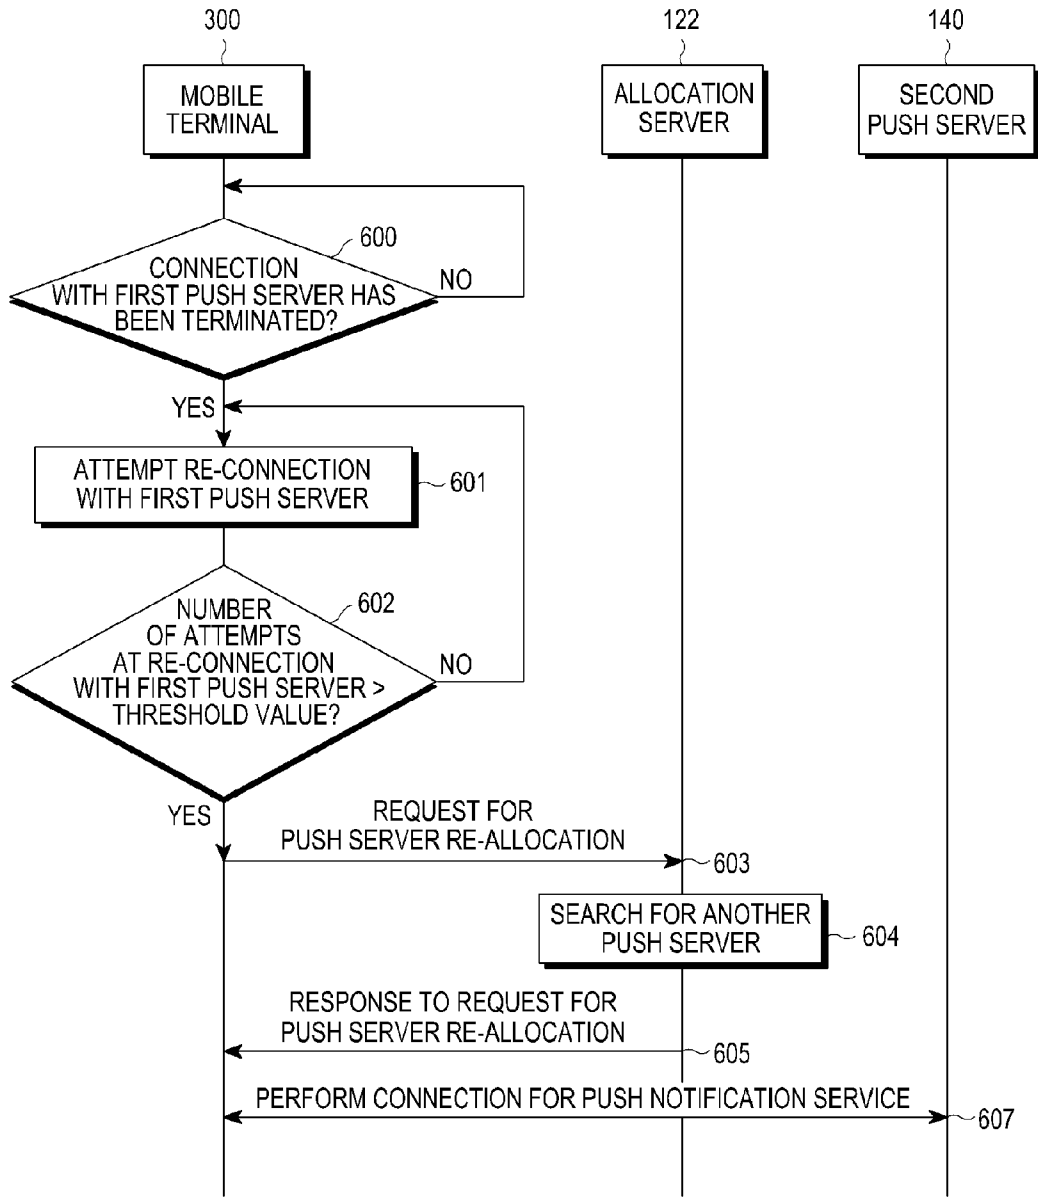 300
122
140
MOBILE
TERMINAL
ALLOCATION
SERVER
SECOND
PUSH SERVER
600
CONNECTION
WITH FIRST PUSH SERVER HAS
BEEN TERMINATED?
NO
YES
ATTEMPT RE-CONNECTION
WITH FIRST PUSH SERVER
601
602
NUMBER
OF ATTEMPTS
AT RE-CONNECTION
WITH FIRST PUSH SERVER >
THRESHOLD VALUE?
NO
YES
REQUEST FOR
PUSH SERVER RE-ALLOCATION
603
SEARCH FOR ANOTHER
PUSH SERVER
604
RESPONSE TO REQUEST FOR
PUSH SERVER RE-ALLOCATION
605
PERFORM CONNECTION FOR PUSH NOTIFICATION SERVICE
607